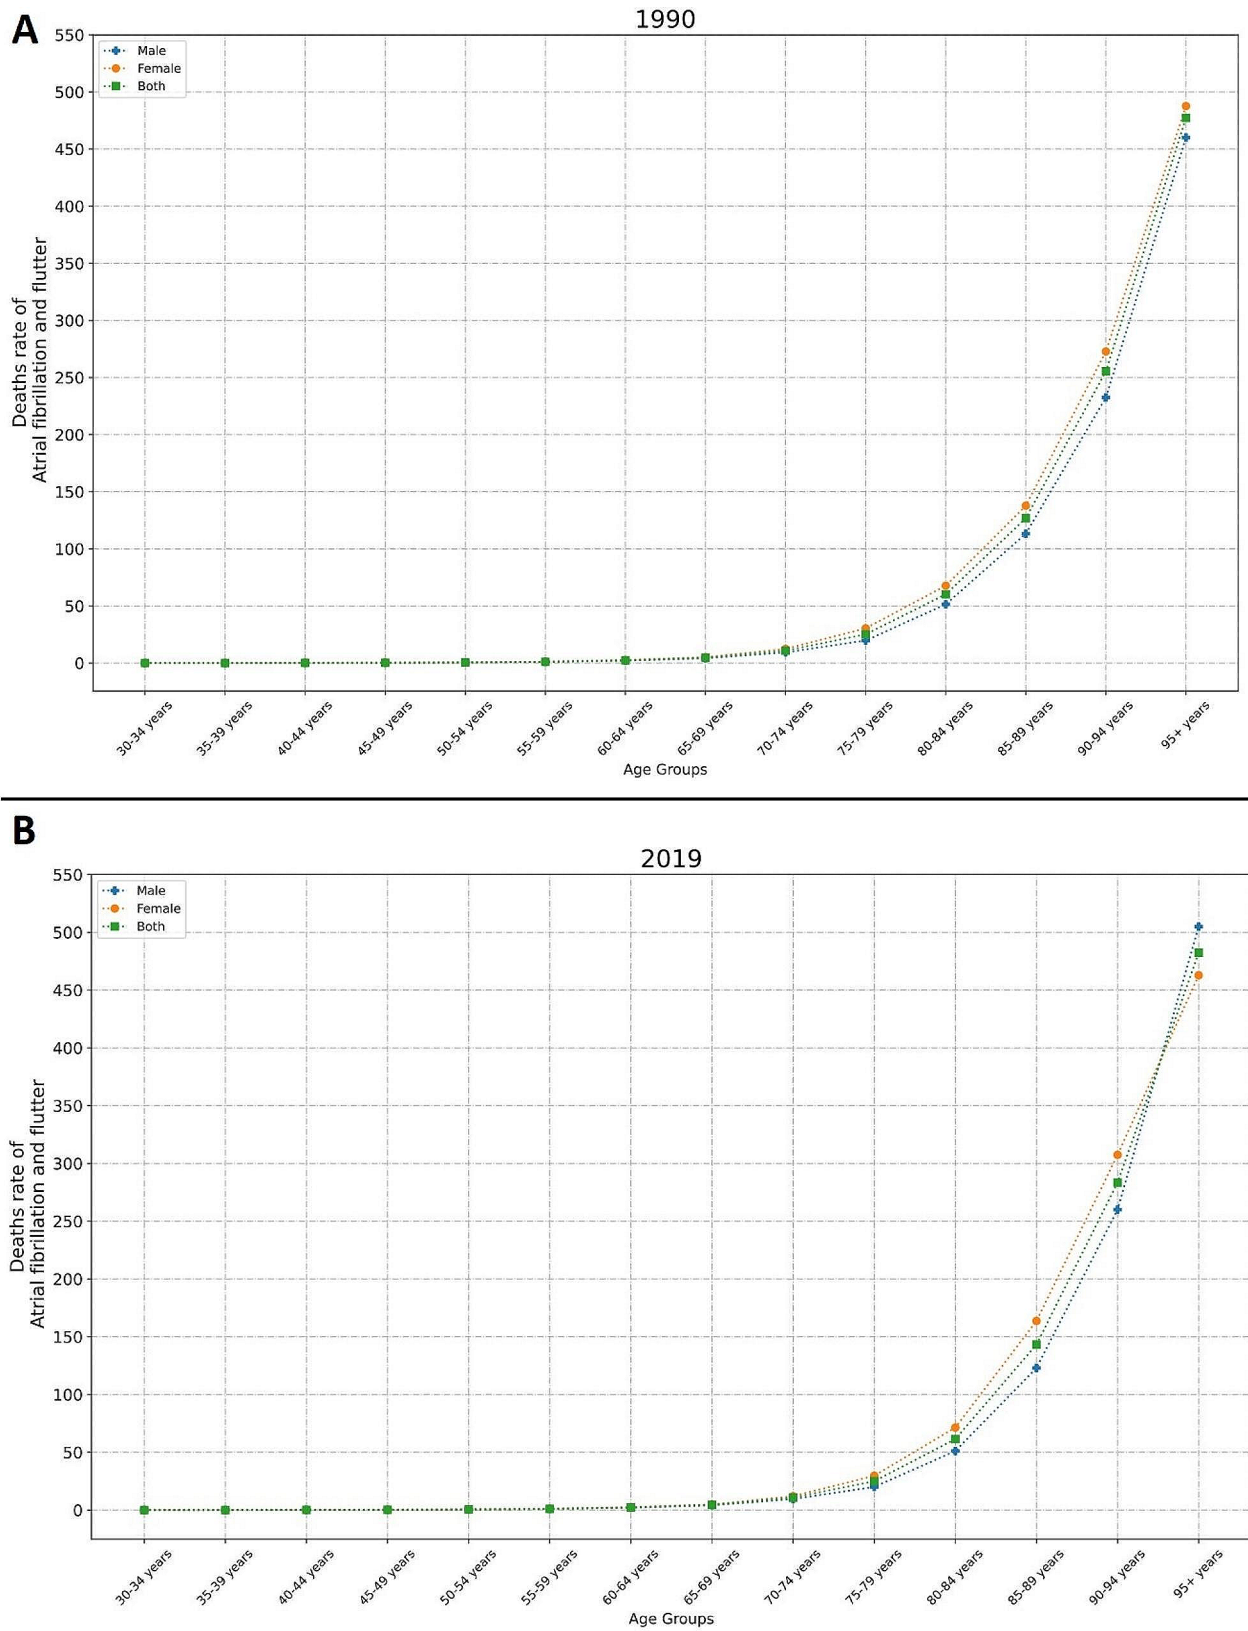 A
1990
550
500
450
400
350
300
250
200
150
100
50
0
Male
Female
Both
Deaths rate of
Atrial fibrillation and flutter
30-34 years
35-39 years
40-44 years
45-49 years
50-54 years
55-59 years
60-64 years
65-69 years
70-74 years
75-79 years
80-84 years
85-89 years
90-94 years
95+ years
Age Groups
B
2019
550
500
450
400
350
300
250
200
150
100
50
0
Male
Female
Both
Deaths rate of
Atrial fibrillation and flutter
30-34 years
35-39 years
40-44 years
45-49 years
50-54 years
55-59 years
60-64 years
65-69 years
70-74 years
75-79 years
80-84 years
85-89 years
90-94 years
95+ years
Age Groups